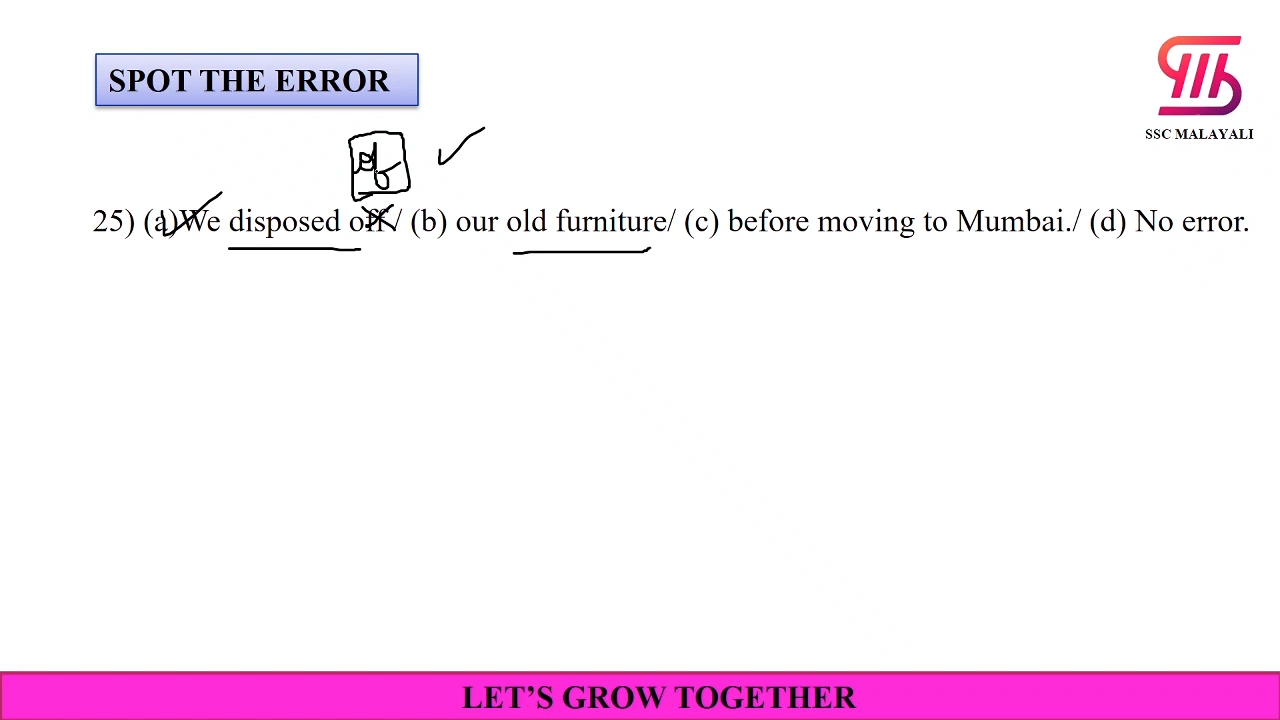 SPOT THE ERROR
SSC MALAYALI
25) (a)We disposed off./ (b) our old furniture/ (c) before moving to Mumbai./ (d) No error.
LET'S GROW TOGETHER